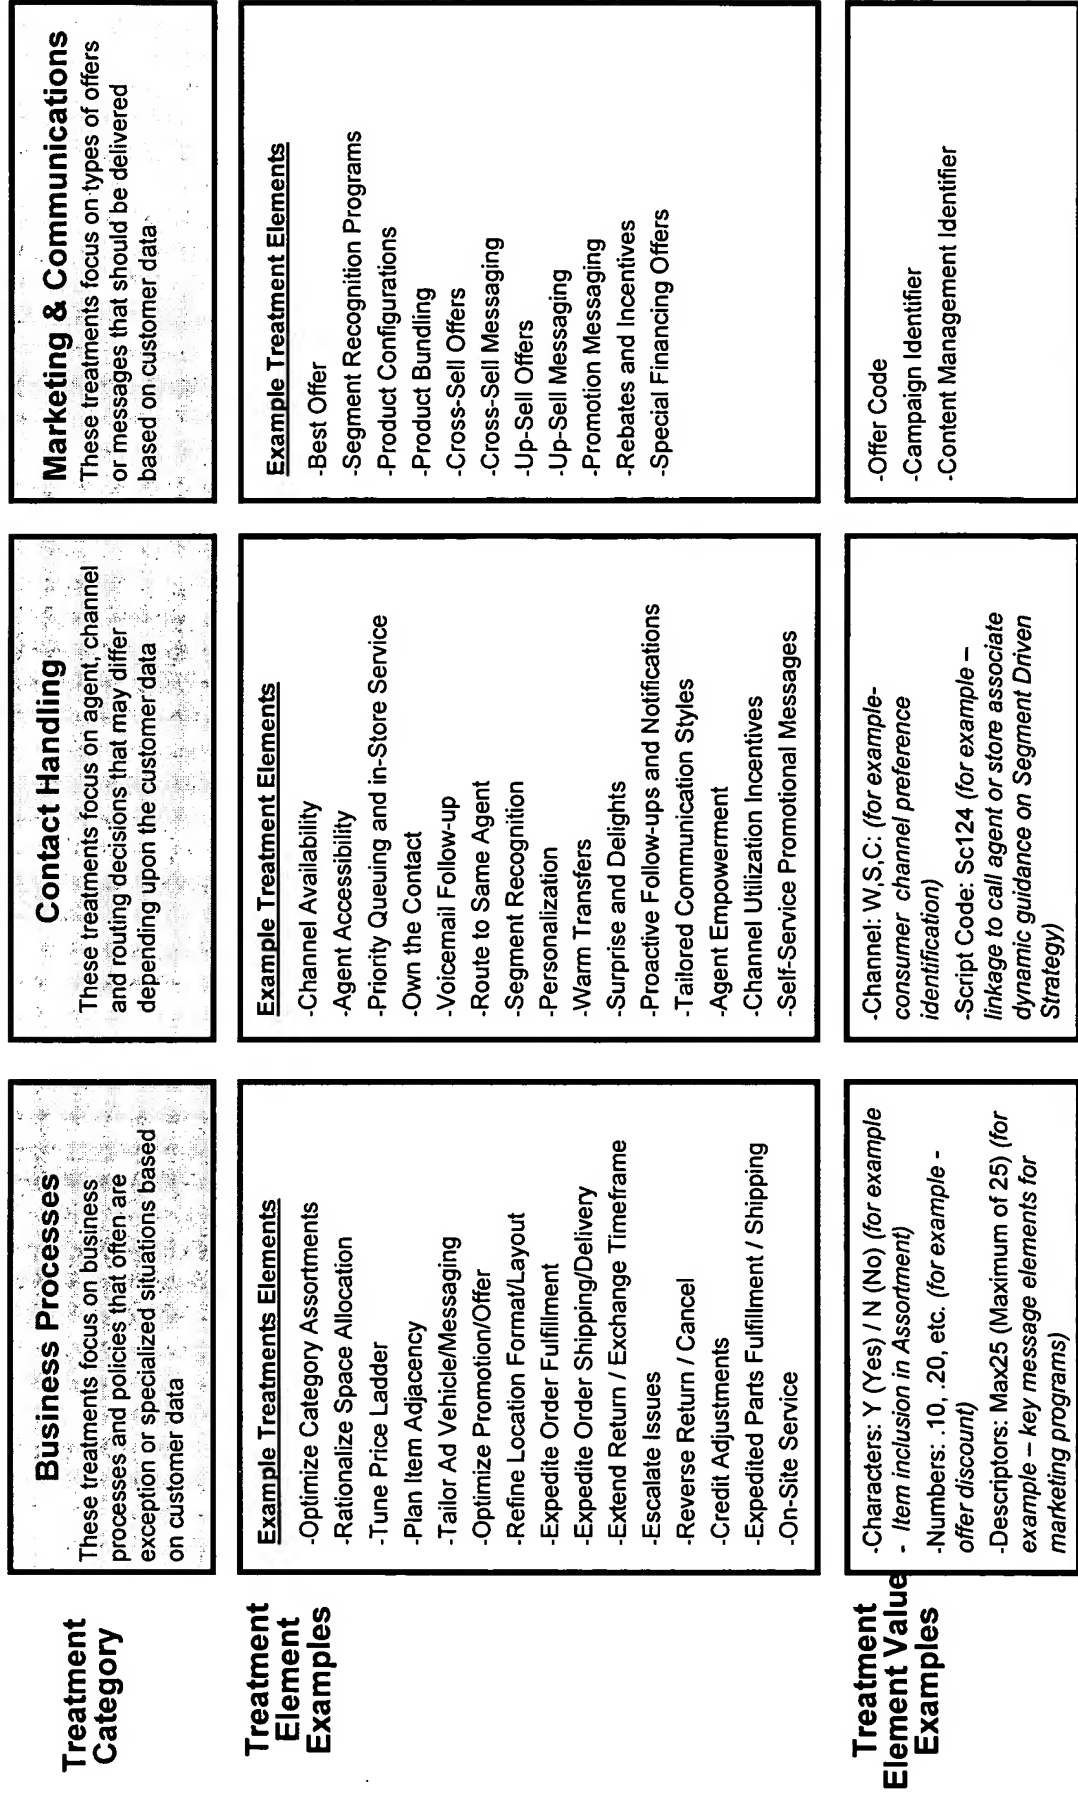 Treatment
Category
Business Processes
These treatments focus on business
processes and policies that often are
exception or specialized situations based
on customer data
Contact Handling
These treatments focus on agent, channel
and routing decisions that may differ
depending upon the customer data
Marketing & Communications
These treatments focus on types of offers
or messages that should be delivered
based on customer data
Treatment
Element
Examples
Example Treatments Elements
-Optimize Category Assortments
-Rationalize Space Allocation
-Tune Price Ladder
-Plan Item Adjacency
-Tailor Ad Vehicle/Messaging
-Optimize Promotion/Offer
-Refine Location Format/Layout
-Expedite Order Fulfillment
-Expedite Order Shipping/Delivery
-Extend Return / Exchange Timeframe
-Escalate Issues
-Reverse Return / Cancel
-Credit Adjustments
-Expedited Parts Fulfillment / Shipping
-On-Site Service
Example Treatment Elements
-Channel Availability
-Agent Accessibility
-Priority Queuing and in-Store Service
-Own the Contact
-Voicemail Follow-up
-Route to Same Agent
-Segment Recognition
-Personalization
-Warm Transfers
-Surprise and Delights
-Proactive Follow-ups and Notifications
-Tailored Communication Styles
-Agent Empowerment
-Channel Utilization Incentives
-Self-Service Promotional Messages
Example Treatment Elements
-Best Offer
-Segment Recognition Programs
-Product Configurations
-Product Bundling
-Cross-Sell Offers
-Cross-Sell Messaging
-Up-Sell Offers
-Up-Sell Messaging
-Promotion Messaging
-Rebates and Incentives
-Special Financing Offers
Treatment
Element Value
Examples
-Characters: Y (Yes) / N (No) (for example
- Item inclusion in Assortment)
-Numbers: .10, .20, etc. (for example -
offer discount)
-Descriptors: Max25 (Maximum of 25) (for
example – key message elements for
marketing programs)
-Channel: W,S,C: (for example-
consumer channel preference
identification)
-Script Code: Sc124 (for example –
linkage to call agent or store associate
dynamic guidance on Segment Driven
Strategy)
-Offer Code
-Campaign Identifier
-Content Management Identifier